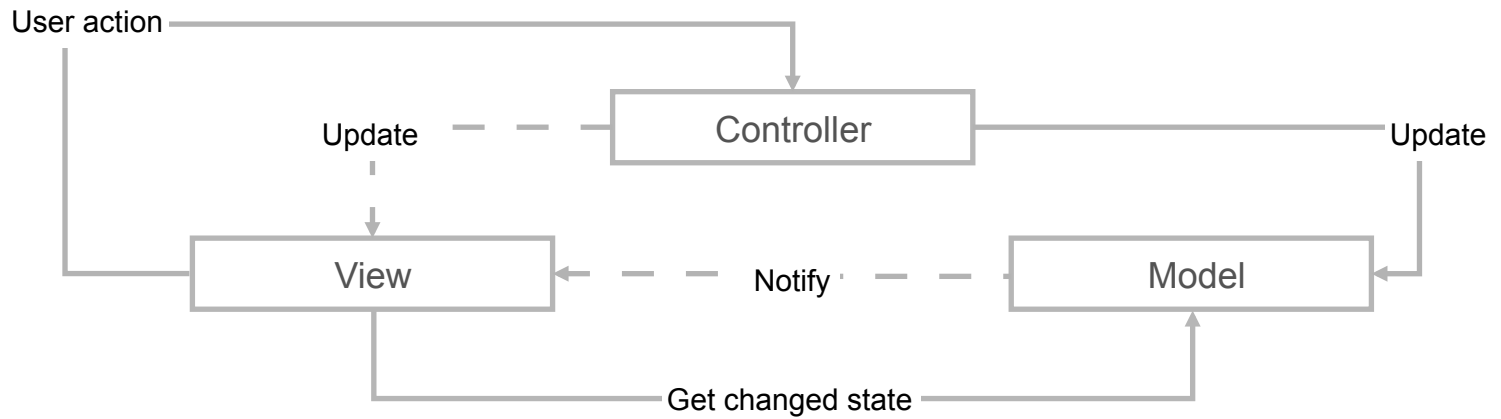 User action
Controller
Update
Update
View
Notify
Model
Get changed state